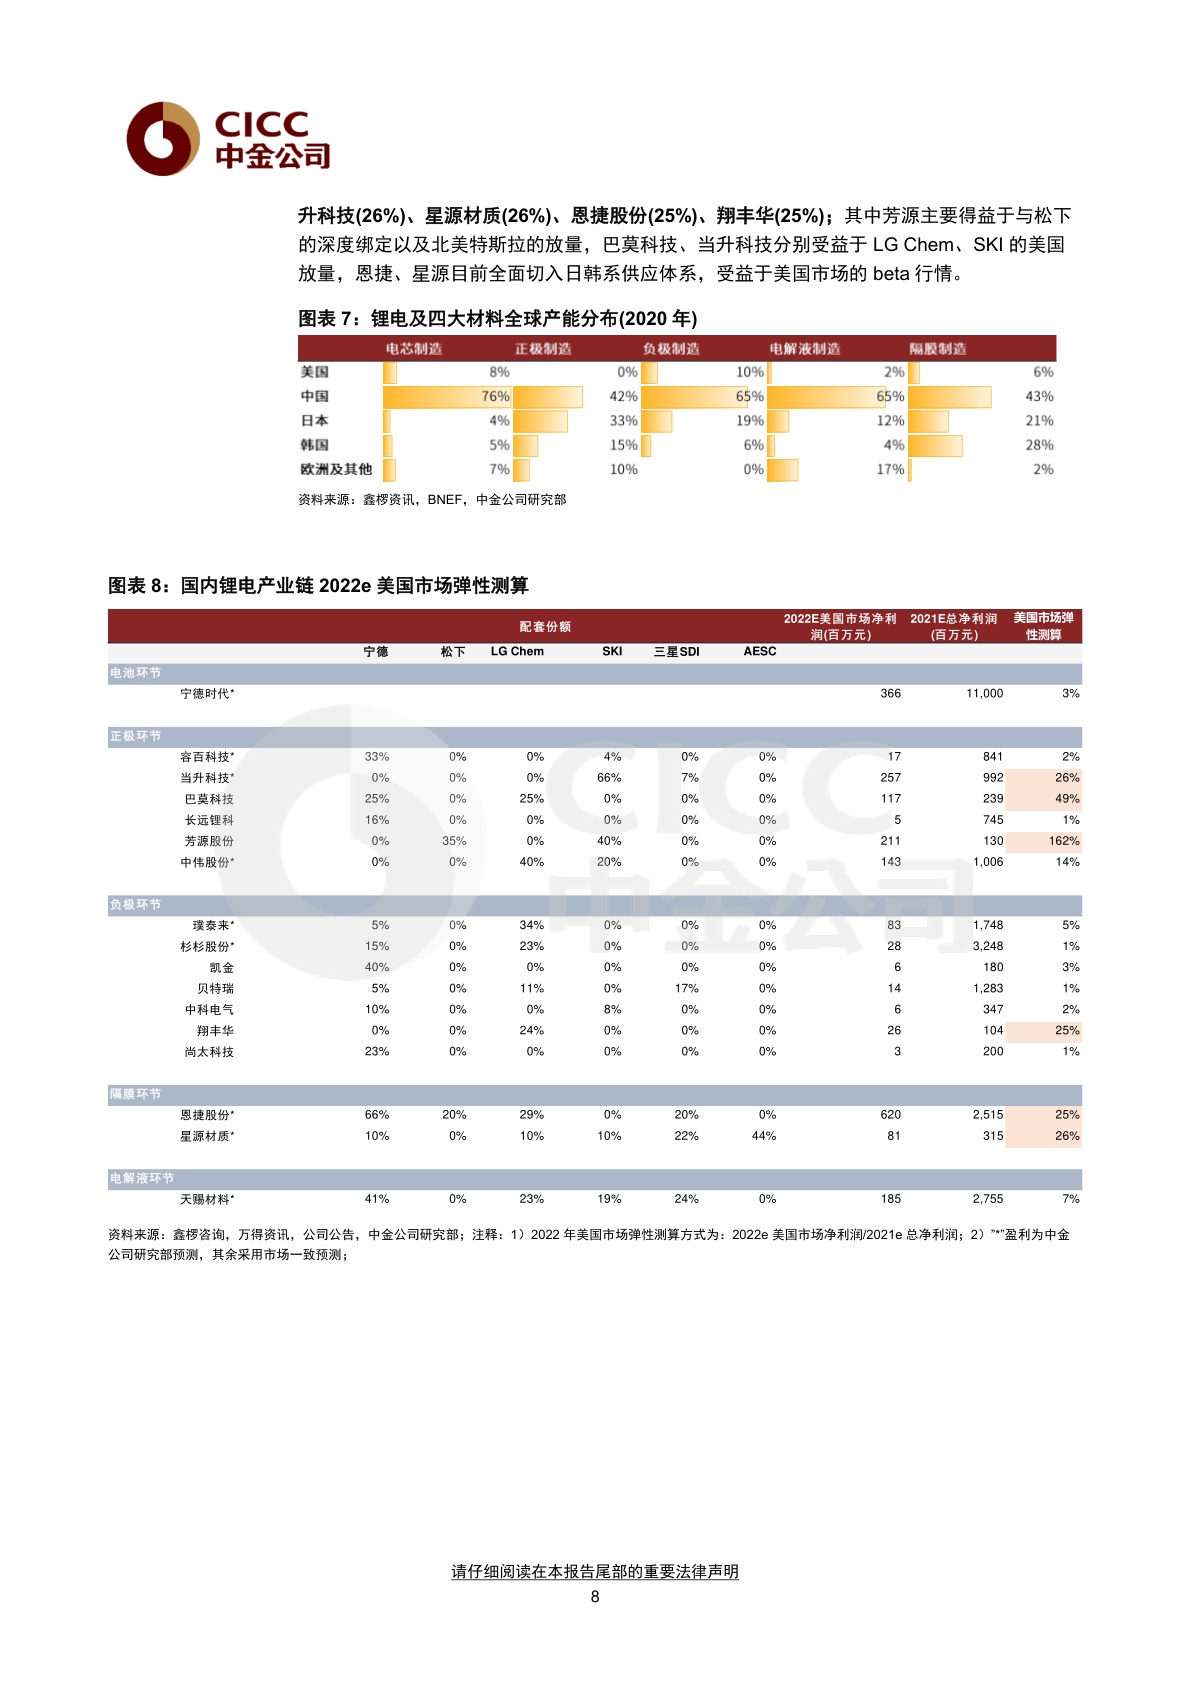 CICC
中金公司
升科技(26%)、星源材质(26%)、恩捷股份(25%)、翔丰华(25%)；其中芳源主要得益于与松下
的深度绑定以及北美特斯拉的放量，巴莫科技、当升科技分别受益于 LG Chem、SKI 的美国
放量，恩捷、星源目前全面切入日韩系供应体系，受益于美国市场的 beta 行情。
图表 7：锂电及四大材料全球产能分布(2020 年)
电芯制造 正极制造 负极制造 电解液制造 隔膜制造
美国 8% 0% 10% 2% 6%
中国 76% 42% 65% 65% 43%
日本 4% 33% 19% 12% 21%
韩国 5% 15% 6% 4% 28%
欧洲及其他 7% 10% 0% 17% 2%
资料来源：鑫椤资讯，BNEF，中金公司研究部
图表 8：国内锂电产业链 2022e 美国市场弹性测算
配套份额 2022E美国市场净利润(百万元) 2021E总净利润(百万元) 美国市场弹性测算
宁德 松下 LG Chem SKI 三星SDI AESC
电池环节
宁德时代* 366 11,000 3%
正极环节
容百科技* 33% 0% 0% 4% 0% 0% 17 841 2%
当升科技* 0% 0% 0% 66% 7% 0% 257 992 26%
巴莫科技 25% 0% 25% 0% 0% 0% 117 239 49%
长远锂科 16% 0% 0% 0% 0% 0% 5 745 1%
芳源股份 0% 35% 0% 40% 0% 0% 211 130 162%
中伟股份* 0% 0% 40% 20% 0% 0% 143 1,006 14%
负极环节
璞泰来* 5% 0% 34% 0% 0% 0% 83 1,748 5%
杉杉股份* 15% 0% 23% 0% 0% 0% 28 3,248 1%
凯金 40% 0% 0% 0% 0% 0% 6 180 3%
贝特瑞 5% 0% 11% 0% 17% 0% 14 1,283 1%
中科电气 10% 0% 0% 8% 0% 0% 6 347 2%
翔丰华 0% 0% 24% 0% 0% 0% 26 104 25%
尚太科技 23% 0% 0% 0% 0% 0% 3 200 1%
隔膜环节
恩捷股份* 66% 20% 29% 0% 20% 0% 620 2,515 25%
星源材质* 10% 0% 10% 10% 22% 44% 81 315 26%
电解液环节
天赐材料* 41% 0% 23% 19% 24% 0% 185 2,755 7%
资料来源：鑫椤咨询，万得资讯，公司公告，中金公司研究部；注释：1）2022 年美国市场弹性测算方式为：2022e 美国市场净利润/2021e 总净利润；2）"*"盈利为中金
公司研究部预测，其余采用市场一致预测；
请仔细阅读在本报告尾部的重要法律声明
8